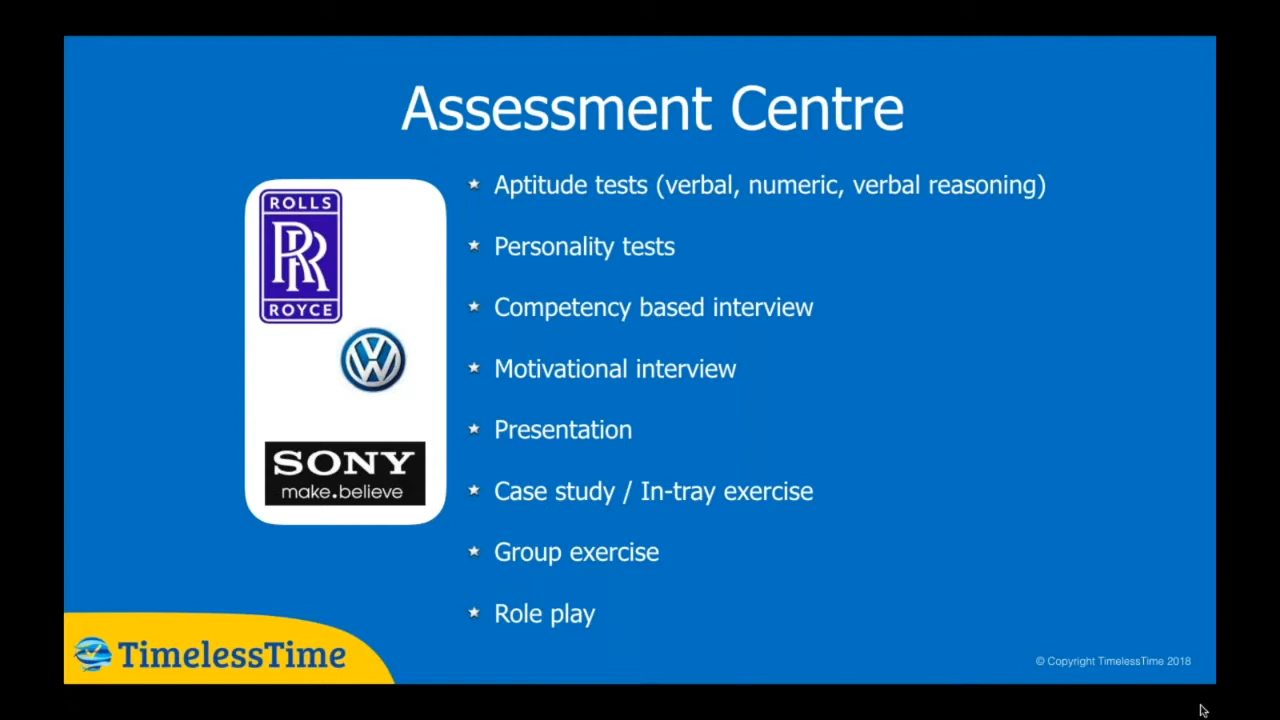 Assessment Centre
ROLLS
RR
ROYCE
VW
SONY
make.believe
Aptitude tests (verbal, numeric, verbal reasoning)
Personality tests
Competency based interview
Motivational interview
Presentation
Case study / In-tray exercise
Group exercise
Role play
TimelessTime
© Copyright TimelessTime 2018